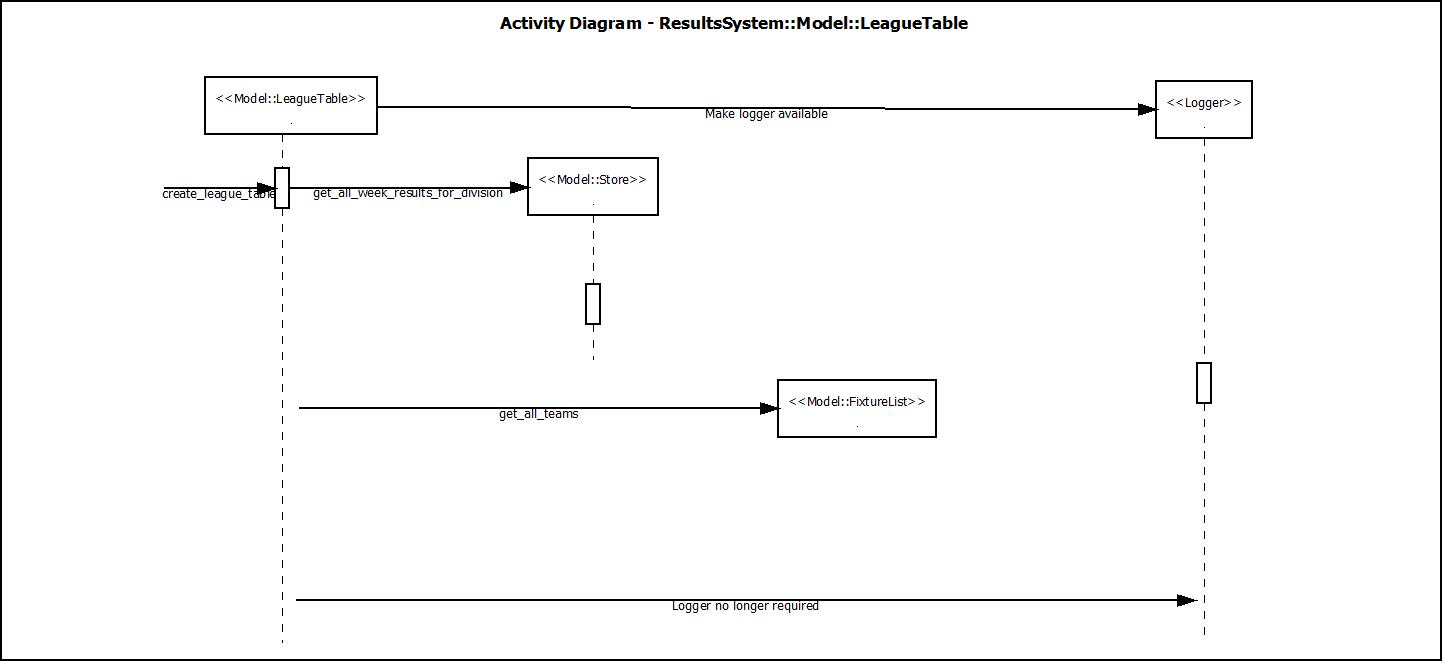 Activity Diagram - ResultsSystem::Model::LeagueTable
<<Model::LeagueTable>>
<<Logger>>
Make logger available
<<Model::Store>>
create_league_table
get_all_week_results_for_division
<<Model::FixtureList>>
get_all_teams
Logger no longer required